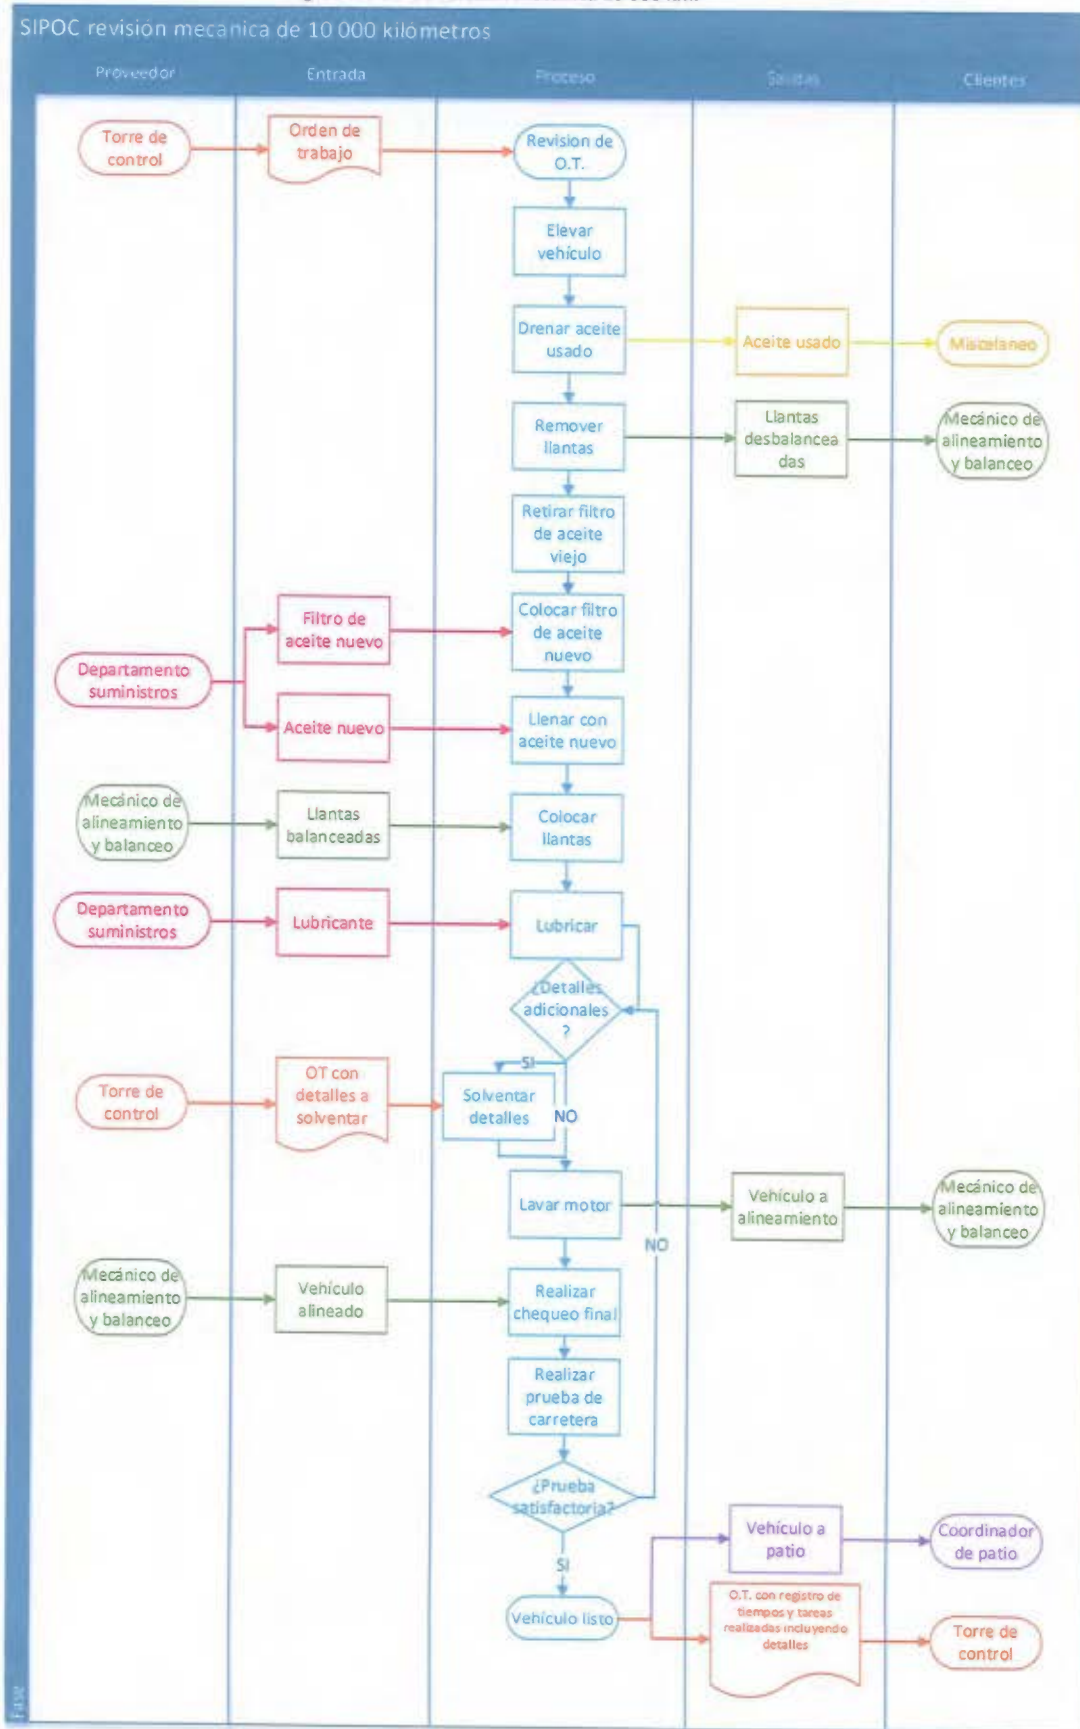 SIPOC revisión mecanica de 10 000 kilómetros
Proveedor
Entrada
Proceso
Salidas
Clientes
Torre de
control
Orden de
trabajo
Revision de
O.T.
Elevar
vehículo
Drenar aceite
usado
Aceite usado
Miscelaneo
Remover
llantas
Llantas
desbalancea
das
Mecánico de
alineamiento
y balanceo
Retirar filtro
de aceite
viejo
Departamento
suministros
Filtro de
aceite nuevo
Colocar filtro
de aceite
nuevo
Aceite nuevo
Llenar con
aceite nuevo
Mecánico de
alineamiento
y balanceo
Llantas
balanceadas
Colocar
llantas
Departamento
suministros
Lubricante
Lubricar
¿Detalles
adicionales
?
SI
NO
Torre de
control
OT con
detalles a
solventar
Solventar
detalles
Lavar motor
Vehículo a
alineamiento
Mecánico de
alineamiento
y balanceo
NO
Mecánico de
alineamiento
y balanceo
Vehículo
alineado
Realizar
chequeo final
Realizar
prueba de
carretera
¿Prueba
satisfactoria?
SI
Vehículo listo
Vehículo a
patio
Coordinador
de patio
O.T. con registro de
tiempos y tareas
realizadas incluyendo
detalles
Torre de
control
Fase